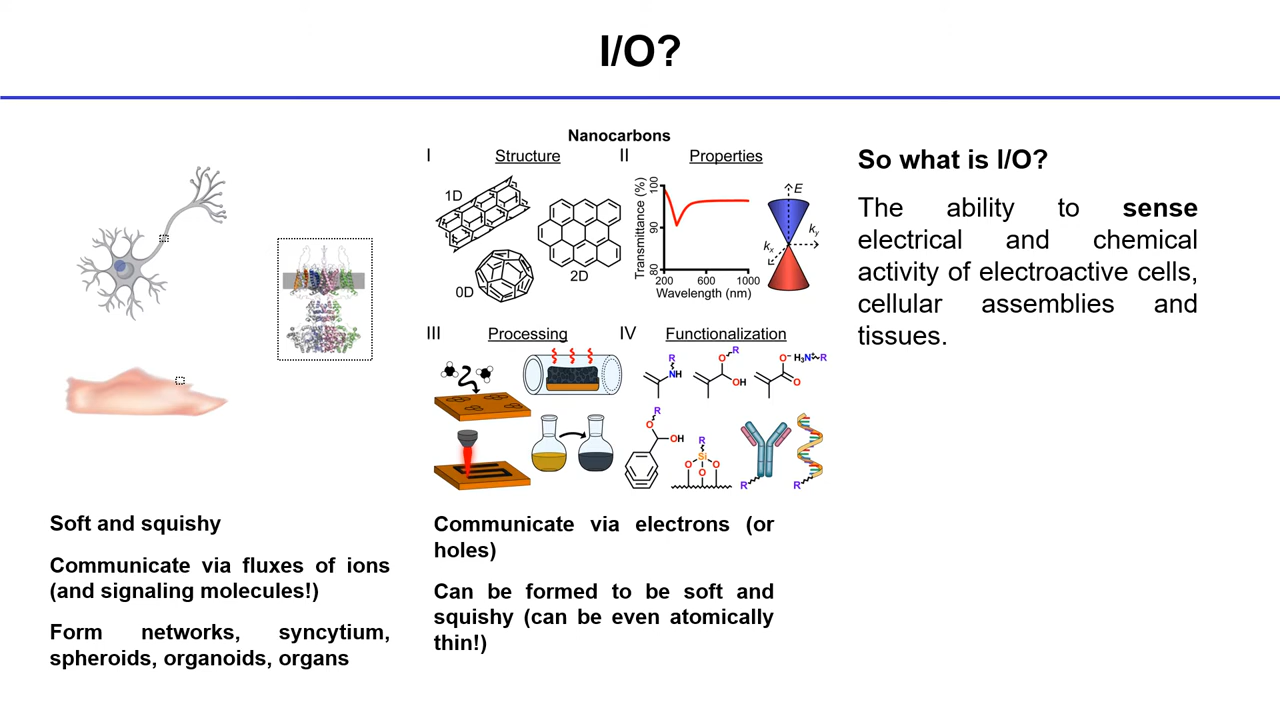 I/O?
Soft and squishy
Communicate via fluxes of ions
(and signaling molecules!)
Form networks, syncytium,
spheroids, organoids, organs
Nanocarbons
I Structure
1D
2D
0D
II Properties
Transmittance (%)
100
90
80
200 600 1000
Wavelength (nm)
E
ky
kx
III Processing
IV Functionalization
R
NH
R
O
OH
O⁻ H₃N R
O
R
O
OH
R
Si
O O
O
R
R
Communicate via electrons (or
holes)
Can be formed to be soft and
squishy (can be even atomically
thin!)
So what is I/O?
The ability to sense
electrical and chemical
activity of electroactive cells,
cellular assemblies and
tissues.